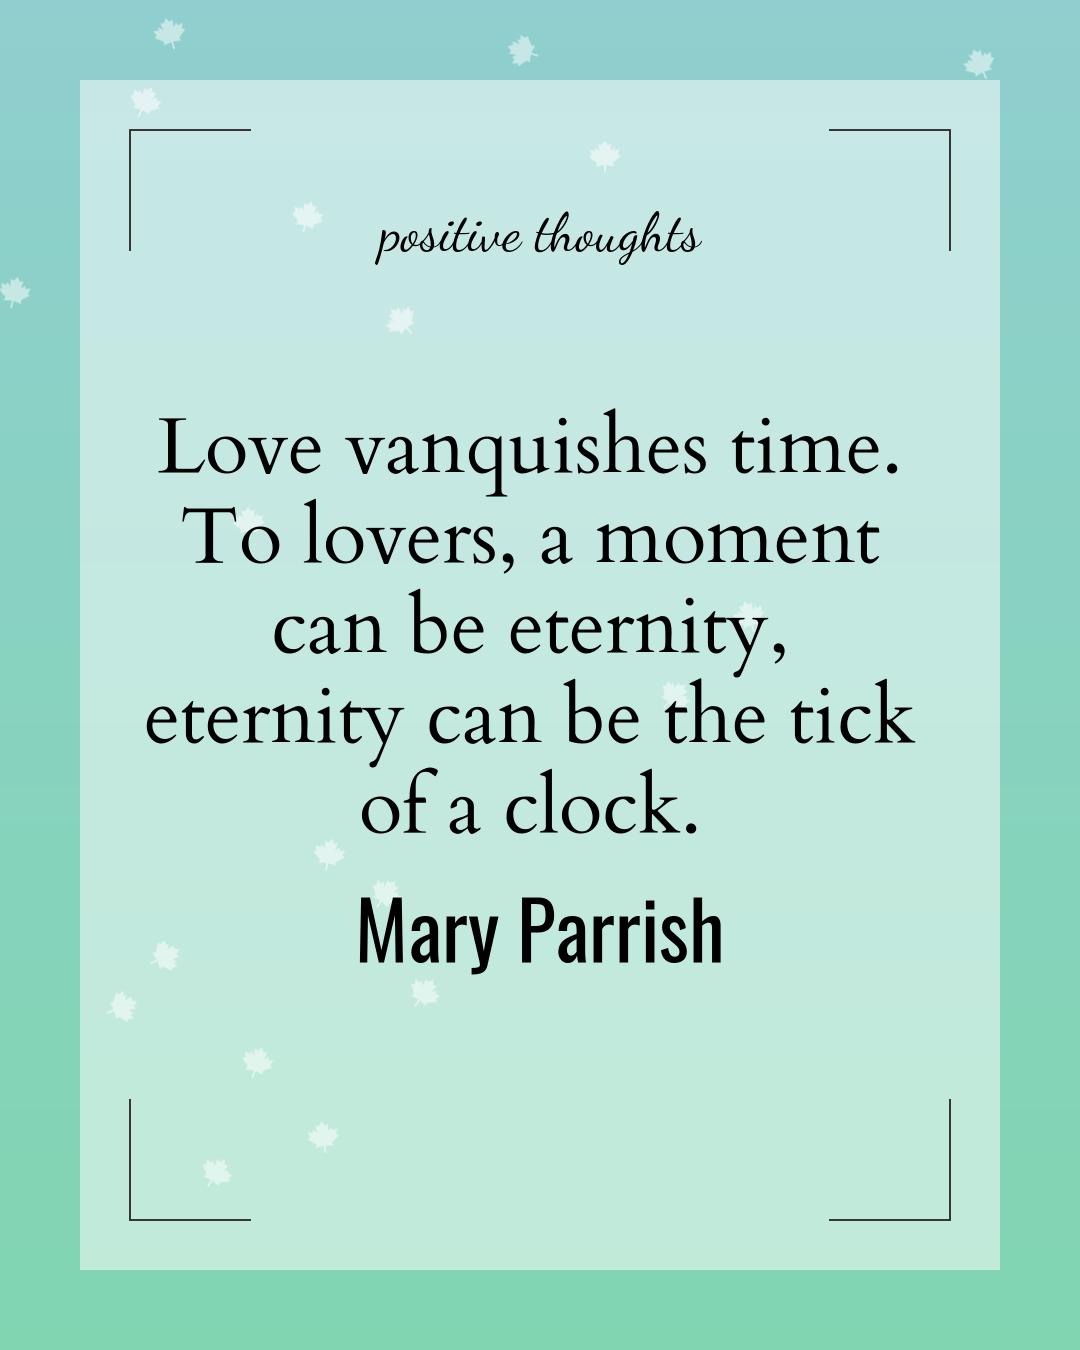 positive thoughts
Love vanquishes time.
To lovers, a moment
can be eternity,
eternity can be the tick
of a clock.
Mary Parrish